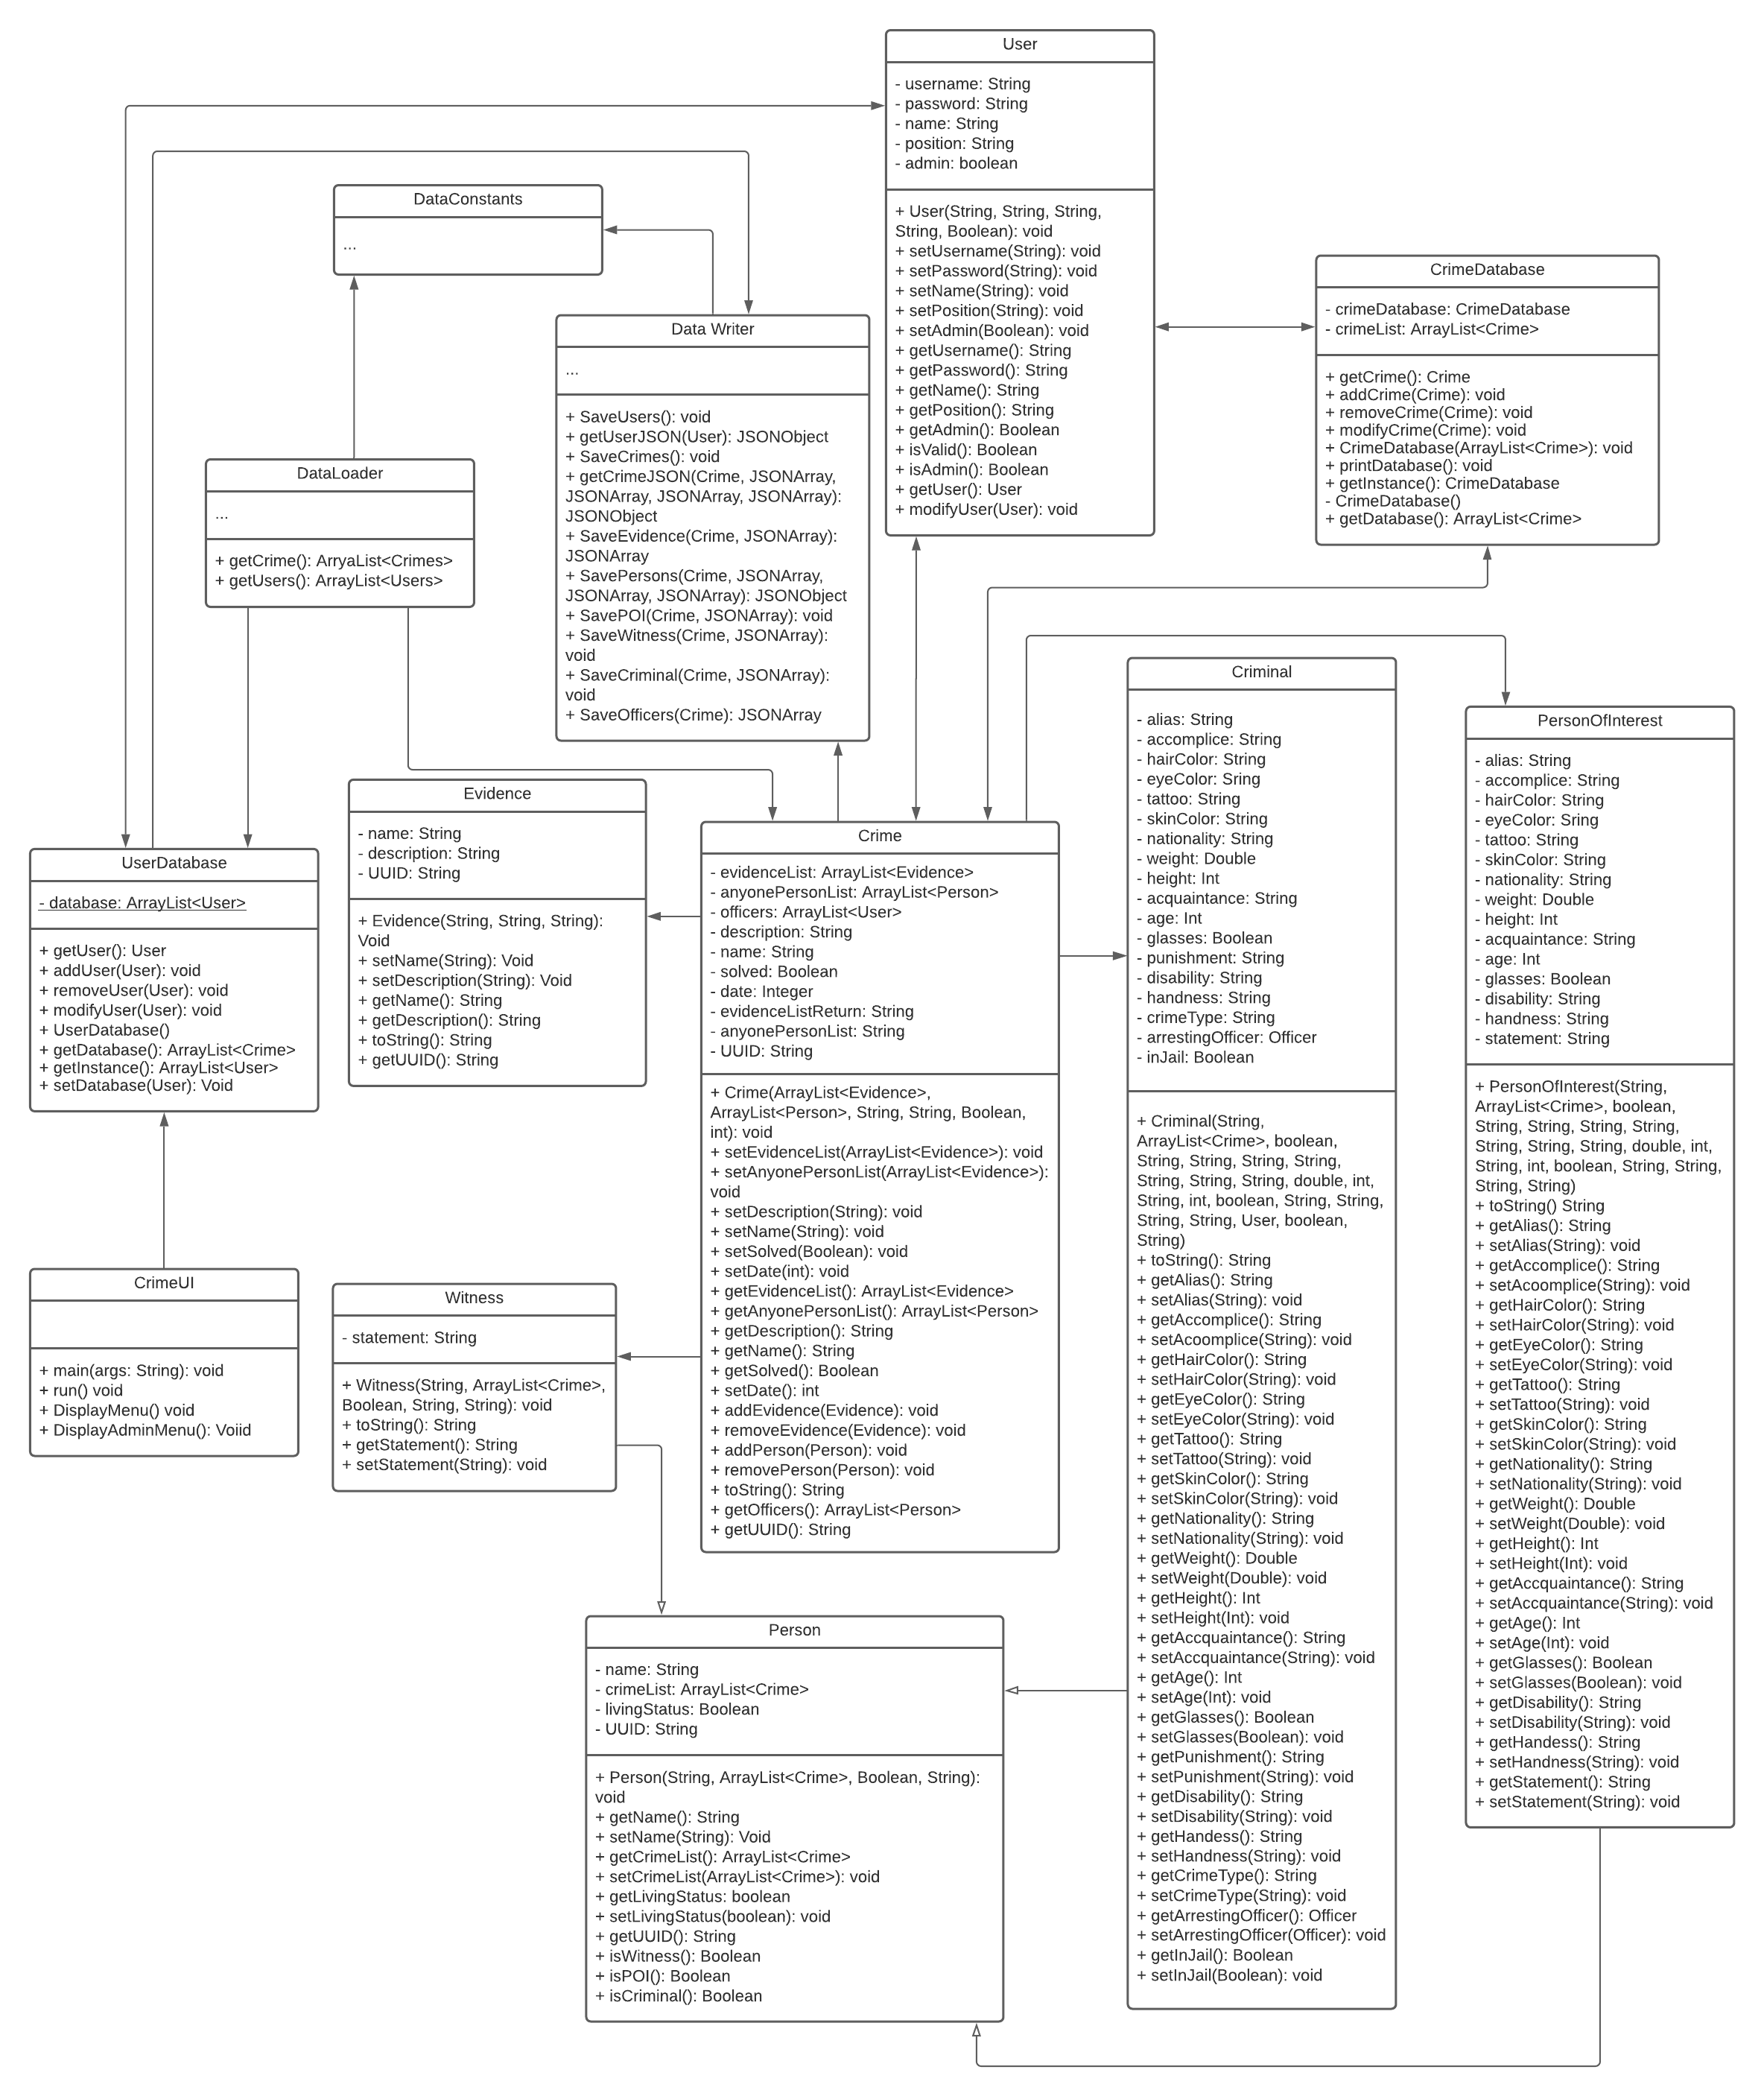 User
- username: String
- password: String
- name: String
- position: String
- admin: boolean
+ User(String, String, String,
String, Boolean): void
+ setUsername(String): void
+ setPassword(String): void
+ setName(String): void
+ setPosition(String): void
+ setAdmin(Boolean): void
+ getUsername(): String
+ getPassword(): String
+ getName(): String
+ getPosition(): String
+ getAdmin(): Boolean
+ isValid(): Boolean
+ isAdmin(): Boolean
+ getUser(): User
+ modifyUser(User): void
DataConstants
...
CrimeDatabase
- crimeDatabase: CrimeDatabase
- crimeList: ArrayList<Crime>
+ getCrime(): Crime
+ addCrime(Crime): void
+ removeCrime(Crime): void
+ modifyCrime(Crime): void
+ CrimeDatabase(ArrayList<Crime>): void
+ printDatabase(): void
+ getInstance(): CrimeDatabase
- CrimeDatabase()
+ getDatabase(): ArrayList<Crime>
Data Writer
...
+ SaveUsers(): void
+ getUserJSON(User): JSONObject
+ SaveCrimes(): void
+ getCrimeJSON(Crime, JSONArray,
JSONArray, JSONArray, JSONArray):
JSONObject
+ SaveEvidence(Crime, JSONArray):
JSONArray
+ SavePersons(Crime, JSONArray,
JSONArray, JSONArray): JSONObject
+ SavePOI(Crime, JSONArray): void
+ SaveWitness(Crime, JSONArray):
void
+ SaveCriminal(Crime, JSONArray):
void
+ SaveOfficers(Crime): JSONArray
DataLoader
...
+ getCrime(): ArryaList<Crimes>
+ getUsers(): ArrayList<Users>
Criminal
- alias: String
- accomplice: String
- hairColor: String
- eyeColor: Sring
- tattoo: String
- skinColor: String
- nationality: String
- weight: Double
- height: Int
- acquaintance: String
- age: Int
- glasses: Boolean
- punishment: String
- disability: String
- handness: String
- crimeType: String
- arrestingOfficer: Officer
- inJail: Boolean
+ Criminal(String,
ArrayList<Crime>, boolean,
String, String, String, String,
String, String, String, double, int,
String, int, boolean, String, String,
String, String, User, boolean,
String)
+ toString(): String
+ getAlias(): String
+ setAlias(String): void
+ getAccomplice(): String
+ setAcoomplice(String): void
+ getHairColor(): String
+ setHairColor(String): void
+ getEyeColor(): String
+ setEyeColor(String): void
+ getTattoo(): String
+ setTattoo(String): void
+ getSkinColor(): String
+ setSkinColor(String): void
+ getNationality(): String
+ setNationality(String): void
+ getWeight(): Double
+ setWeight(Double): void
+ getHeight(): Int
+ setHeight(Int): void
+ getAccquaintance(): String
+ setAccquaintance(String): void
+ getAge(): Int
+ setAge(Int): void
+ getGlasses(): Boolean
+ setGlasses(Boolean): void
+ getPunishment(): String
+ setPunishment(String): void
+ getDisability(): String
+ setDisability(String): void
+ getHandess(): String
+ setHandness(String): void
+ getCrimeType(): String
+ setCrimeType(String): void
+ getArrestingOfficer(): Officer
+ setArrestingOfficer(Officer): void
+ getInJail(): Boolean
+ setInJail(Boolean): void
PersonOfInterest
- alias: String
- accomplice: String
- hairColor: String
- eyeColor: Sring
- tattoo: String
- skinColor: String
- nationality: String
- weight: Double
- height: Int
- acquaintance: String
- age: Int
- glasses: Boolean
- disability: String
- handness: String
- statement: String
+ PersonOfInterest(String,
ArrayList<Crime>, boolean,
String, String, String, String,
String, String, String, double, int,
String, int, boolean, String, String,
String, String)
+ toString() String
+ getAlias(): String
+ setAlias(String): void
+ getAccomplice(): String
+ setAcoomplice(String): void
+ getHairColor(): String
+ setHairColor(String): void
+ getEyeColor(): String
+ setEyeColor(String): void
+ getTattoo(): String
+ setTattoo(String): void
+ getSkinColor(): String
+ setSkinColor(String): void
+ getNationality(): String
+ setNationality(String): void
+ getWeight(): Double
+ setWeight(Double): void
+ getHeight(): Int
+ setHeight(Int): void
+ getAccquaintance(): String
+ setAccquaintance(String): void
+ getAge(): Int
+ setAge(Int): void
+ getGlasses(): Boolean
+ setGlasses(Boolean): void
+ getDisability(): String
+ setDisability(String): void
+ getHandess(): String
+ setHandness(String): void
+ getStatement(): String
+ setStatement(String): void
Evidence
- name: String
- description: String
- UUID: String
+ Evidence(String, String, String):
Void
+ setName(String): Void
+ setDescription(String): Void
+ getName(): String
+ getDescription(): String
+ toString(): String
+ getUUID(): String
Crime
- evidenceList: ArrayList<Evidence>
- anyonePersonList: ArrayList<Person>
- officers: ArrayList<User>
- description: String
- name: String
- solved: Boolean
- date: Integer
- evidenceListReturn: String
- anyonePersonList: String
- UUID: String
+ Crime(ArrayList<Evidence>,
ArrayList<Person>, String, String, Boolean,
int): void
+ setEvidenceList(ArrayList<Evidence>): void
+ setAnyonePersonList(ArrayList<Evidence>):
void
+ setDescription(String): void
+ setName(String): void
+ setSolved(Boolean): void
+ setDate(int): void
+ getEvidenceList(): ArrayList<Evidence>
+ getAnyonePersonList(): ArrayList<Person>
+ getDescription(): String
+ getName(): String
+ getSolved(): Boolean
+ setDate(): int
+ addEvidence(Evidence): void
+ removeEvidence(Evidence): void
+ addPerson(Person): void
+ removePerson(Person): void
+ toString(): String
+ getOfficers(): ArrayList<Person>
+ getUUID(): String
UserDatabase
- database: ArrayList<User>
+ getUser(): User
+ addUser(User): void
+ removeUser(User): void
+ modifyUser(User): void
+ UserDatabase()
+ getDatabase(): ArrayList<Crime>
+ getInstance(): ArrayList<User>
+ setDatabase(User): Void
CrimeUI
+ main(args: String): void
+ run() void
+ DisplayMenu() void
+ DisplayAdminMenu(): Voiid
Witness
- statement: String
+ Witness(String, ArrayList<Crime>,
Boolean, String, String): void
+ toString(): String
+ getStatement(): String
+ setStatement(String): void
Person
- name: String
- crimeList: ArrayList<Crime>
- livingStatus: Boolean
- UUID: String
+ Person(String, ArrayList<Crime>, Boolean, String):
void
+ getName(): String
+ setName(String): Void
+ getCrimeList(): ArrayList<Crime>
+ setCrimeList(ArrayList<Crime>): void
+ getLivingStatus: boolean
+ setLivingStatus(boolean): void
+ getUUID(): String
+ isWitness(): Boolean
+ isPOI(): Boolean
+ isCriminal(): Boolean